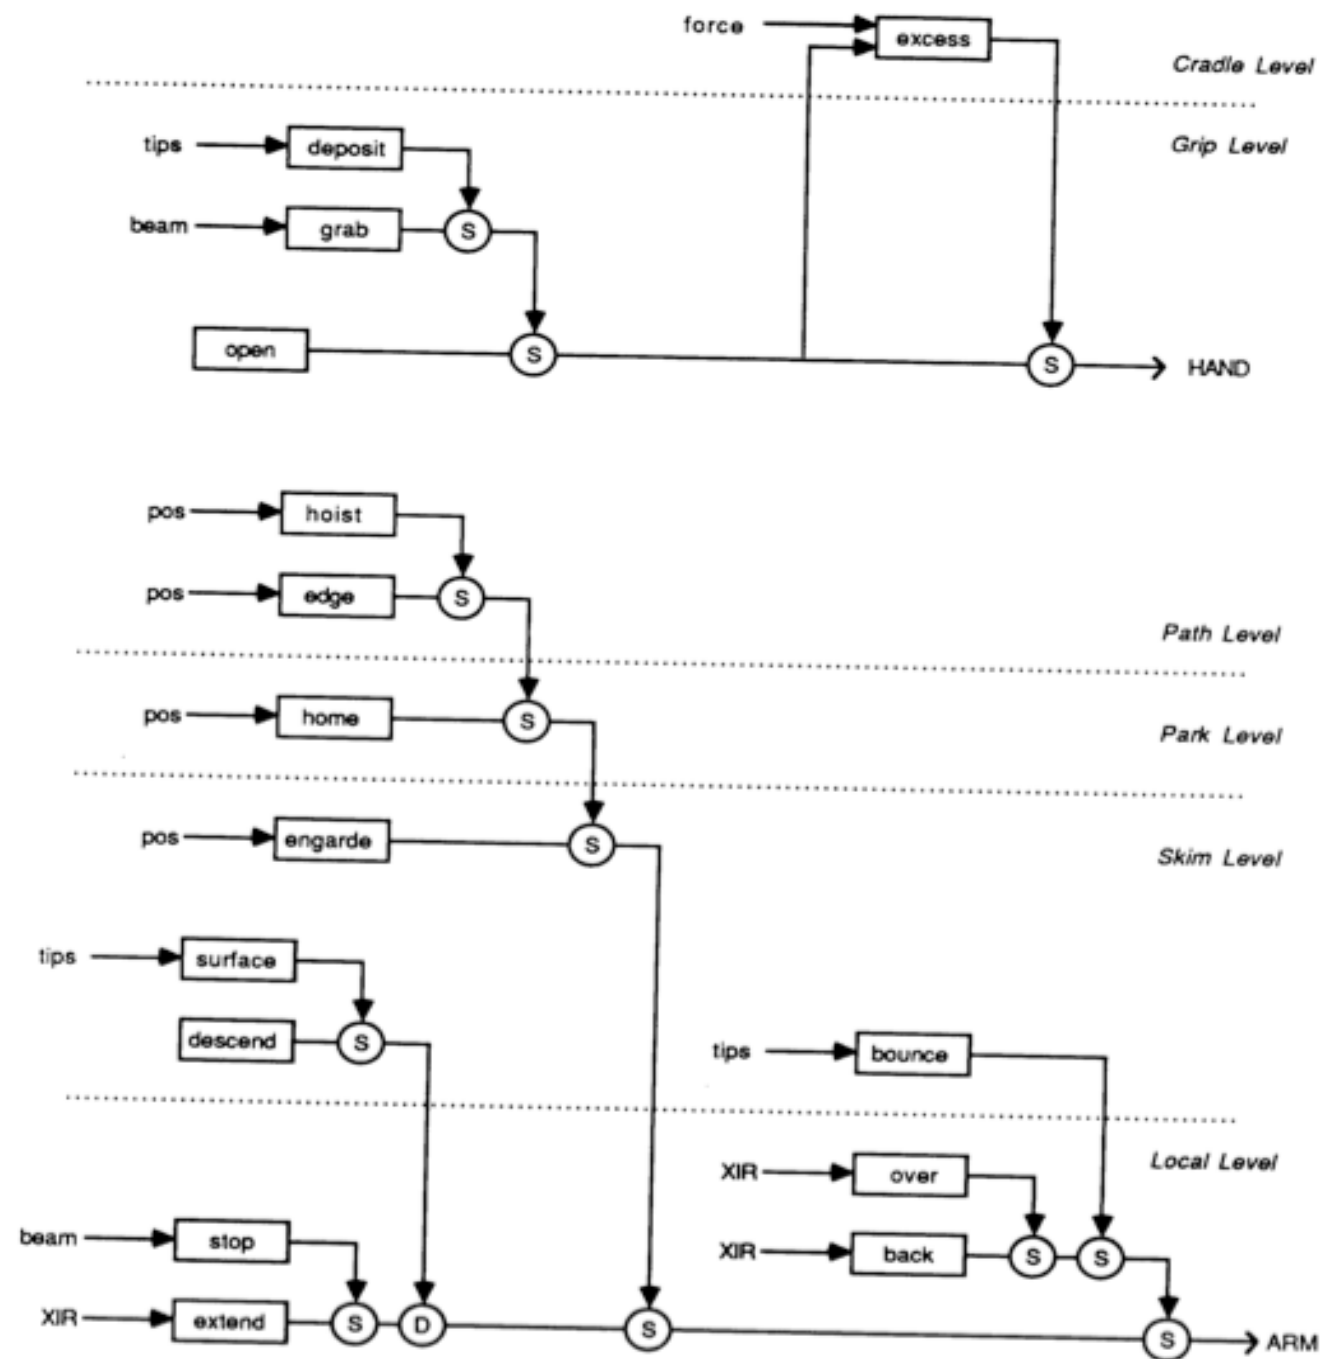 force
excess
Cradle Level
tips
deposit
Grip Level
beam
grab
S
open
S
S
HAND
pos
hoist
pos
edge
S
Path Level
pos
home
S
Park Level
pos
engarde
S
Skim Level
tips
surface
descend
S
tips
bounce
Local Level
XIR
over
beam
stop
XIR
back
S
S
XIR
extend
S
D
S
S
ARM